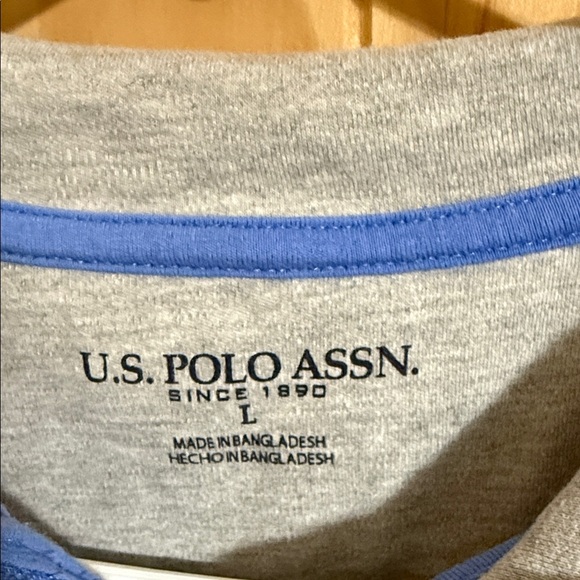 U.S. POLO ASSN.
SINCE 1890
L
MADE IN BANGLADESH
HECHO IN BANGLADESH